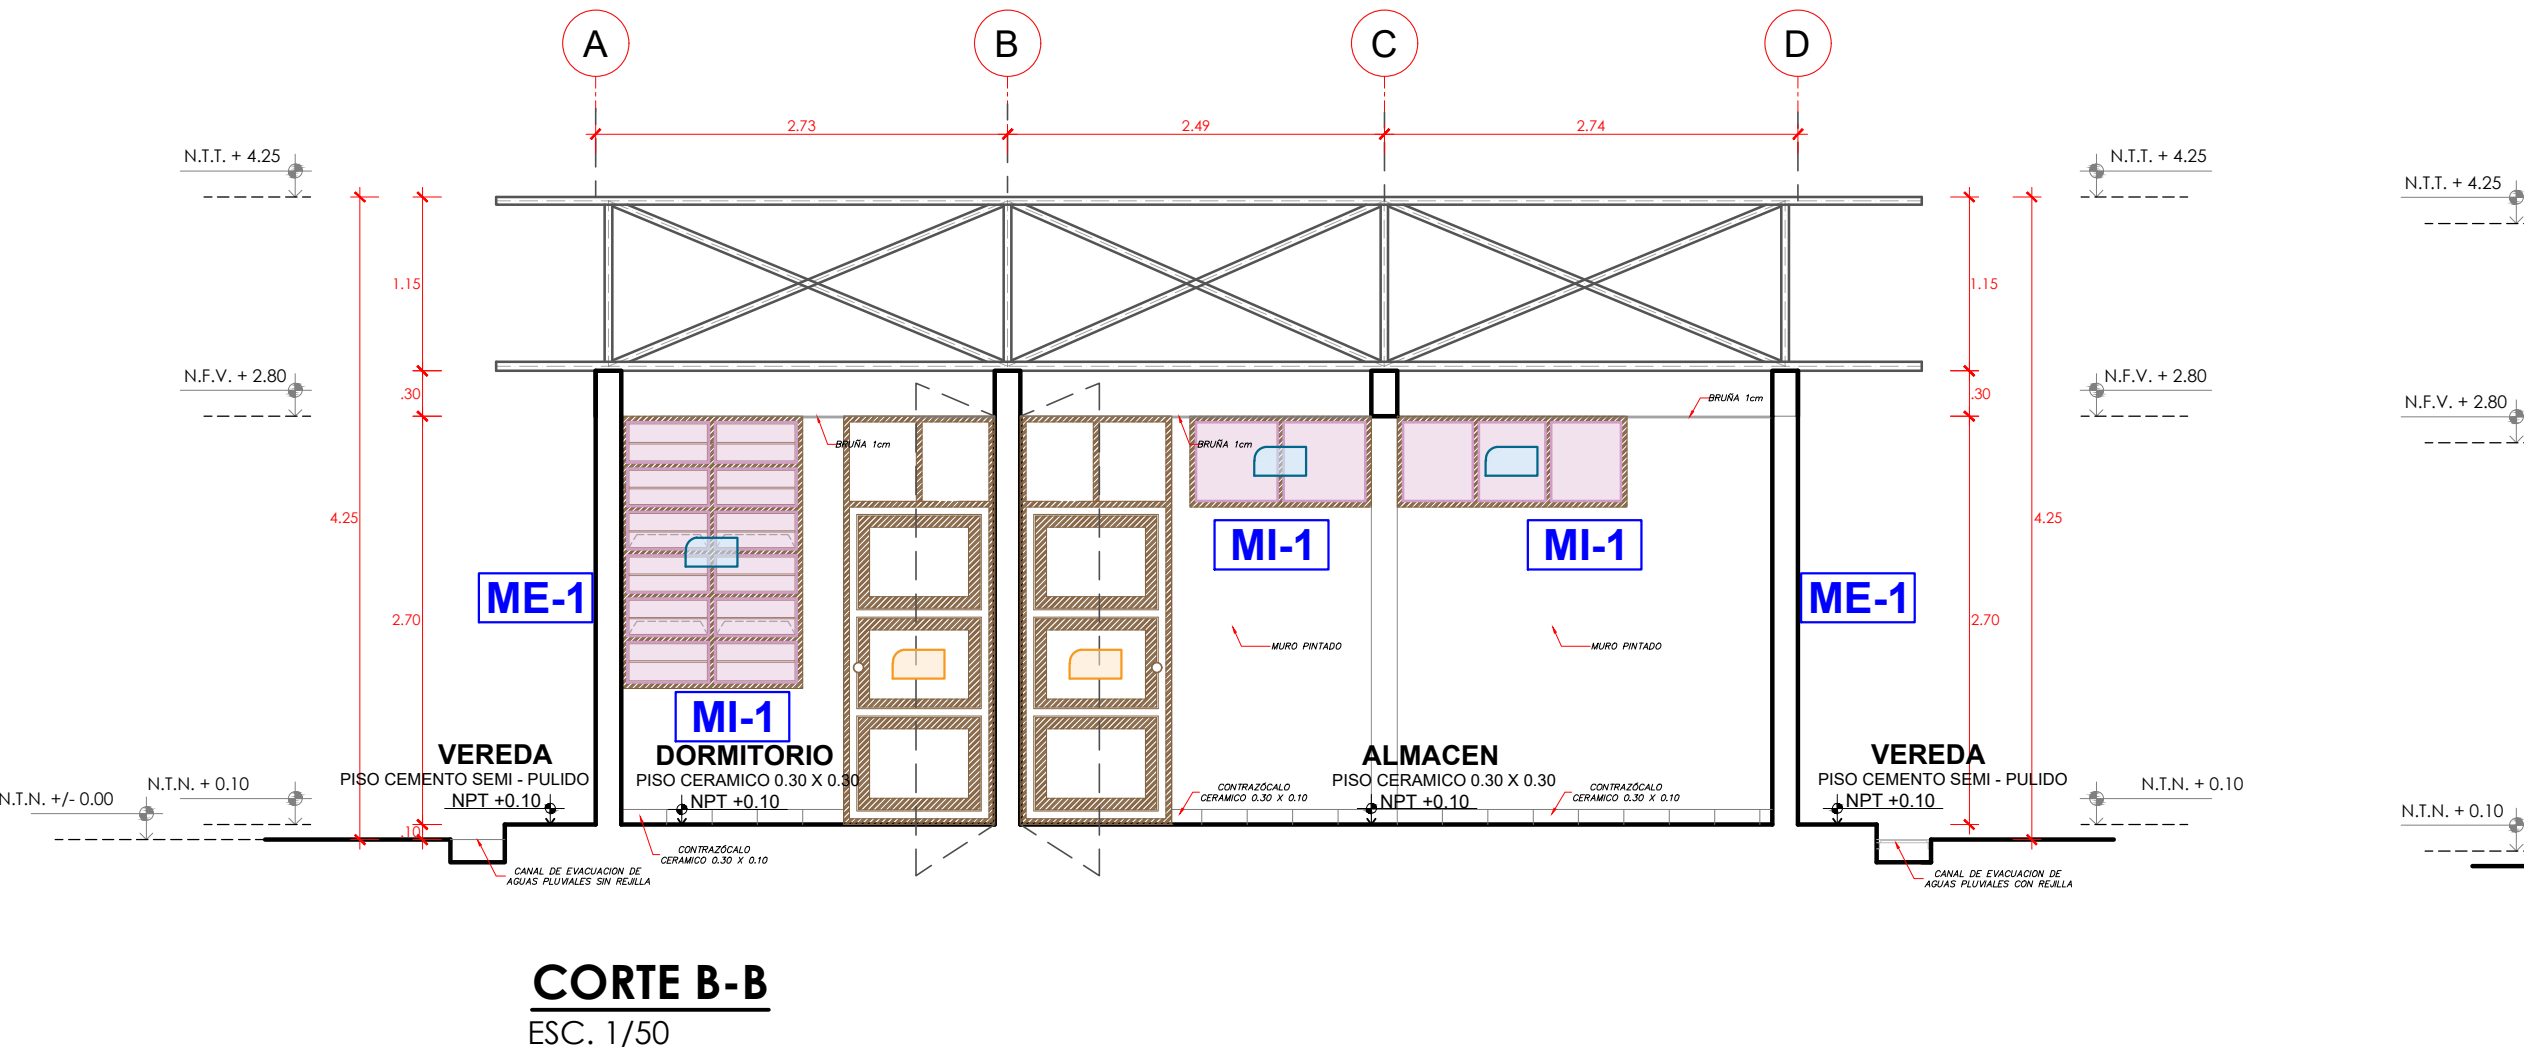 A
B
C
D
2.73
2.49
2.74
N.T.T. + 4.25
N.T.T. + 4.25
N.T.T. + 4.25
1.15
1.15
N.F.V. + 2.80
N.F.V. + 2.80
N.F.V. + 2.80
.30
.30
BRUÑA 1cm
BRUÑA 1cm
BRUÑA 1cm
4.25
4.25
MI-1
MI-1
ME-1
ME-1
2.70
2.70
MURO PINTADO
MURO PINTADO
MI-1
VEREDA
PISO CEMENTO SEMI - PULIDO
NPT +0.10
DORMITORIO
PISO CERAMICO 0.30 X 0.30
NPT +0.10
ALMACEN
PISO CERAMICO 0.30 X 0.30
NPT +0.10
VEREDA
PISO CEMENTO SEMI - PULIDO
NPT +0.10
N.T.N. +/- 0.00
N.T.N. + 0.10
N.T.N. + 0.10
N.T.N. + 0.10
CONTRAZÓCALO
CERAMICO 0.30 X 0.10
CONTRAZÓCALO
CERAMICO 0.30 X 0.10
.10
CONTRAZÓCALO
CERAMICO 0.30 X 0.10
CANAL DE EVACUACION DE
AGUAS PLUVIALES SIN REJILLA
CANAL DE EVACUACION DE
AGUAS PLUVIALES CON REJILLA
CORTE B-B
ESC. 1/50